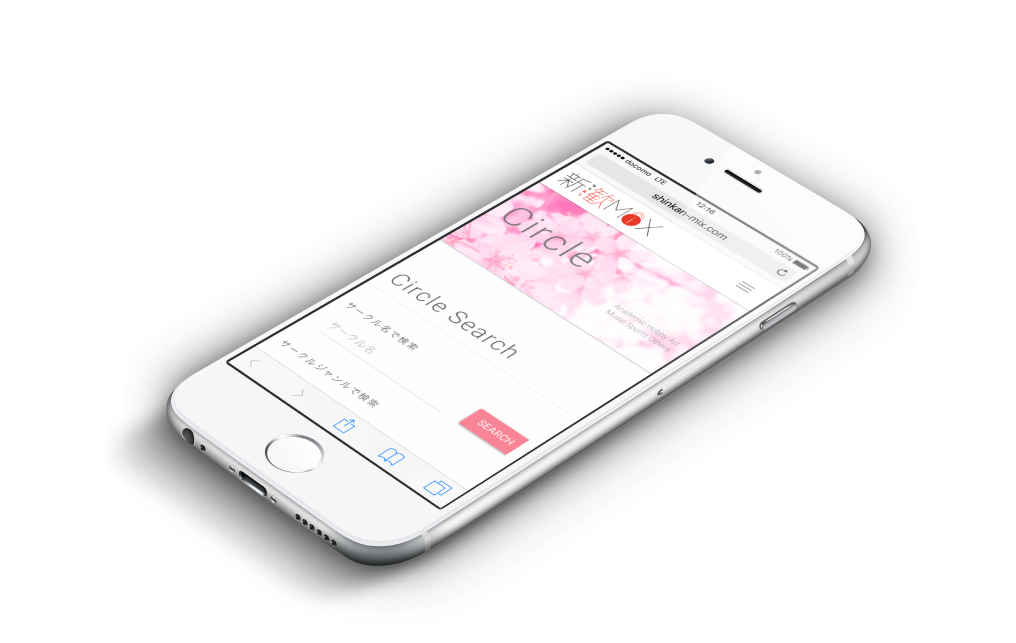 docomo LTE 12:16 100%
shinkan-mix.com
新歓MiX
Circle
Academic Hobby Art
Music Sports Others
Circle Search
サークル名で検索
サークル名
SEARCH
サークルジャンルで検索